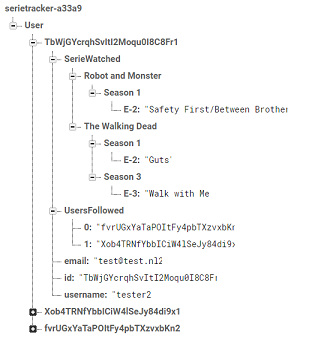 serietracker-a33a9
User
TbWjGYcrqhSvItI2Moqu0I8C8Fr1
SerieWatched
Robot and Monster
Season 1
E-2: "Safety First/Between Brother
The Walking Dead
Season 1
E-2: "Guts"
Season 3
E-3: "Walk with Me
UsersFollowed
0: "fvrUGxYaTaPOItFy4pbTXzvxbKr
1: "Xob4TRNfYbbICiW4lSeJy84di9x
email: "test@test.nl2
id: "TbWjGYcrqhSvItI2Moqu0I8C8Fr
username: "tester2
Xob4TRNfYbbICiW4lSeJy84di9x1
fvrUGxYaTaPOItFy4pbTXzvxbKn2